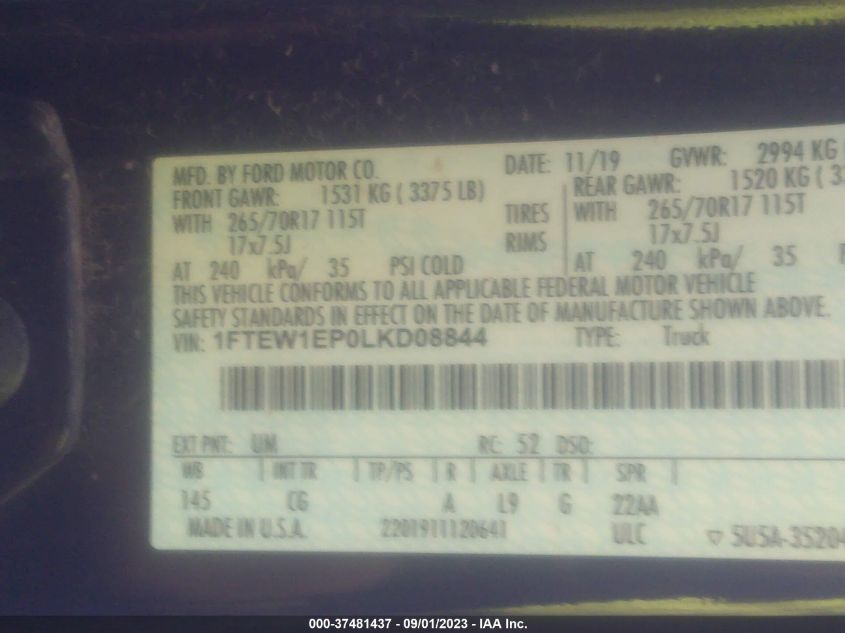 MFD. BY FORD MOTOR CO. DATE: 11/19 GVWR: 2994 KG
FRONT GAWR: 1531 KG ( 3375 LB) REAR GAWR: 1520 KG ( 3
WITH 265/70R17 115T TIRES WITH 265/70R17 115T
17x7.5J RIMS 17x7.5J
AT 240 kPa/ 35 PSI COLD AT 240 kPa/ 35
THIS VEHICLE CONFORMS TO ALL APPLICABLE FEDERAL MOTOR VEHICLE
SAFETY STANDARDS IN EFFECT ON THE DATE OF MANUFACTURE SHOWN ABOVE.
VIN: 1FTEW1EP0LKD08844 TYPE: Truck
EXT PNT: UM RC: 52 DSO:
WB INT TR TP/PS R AXLE TR SPR
145 CG A L9 G 22AA
MADE IN U.S.A. 2201911120641 ULC ▽ 5U5A-35204
000-37481437 - 09/01/2023 - IAA Inc.